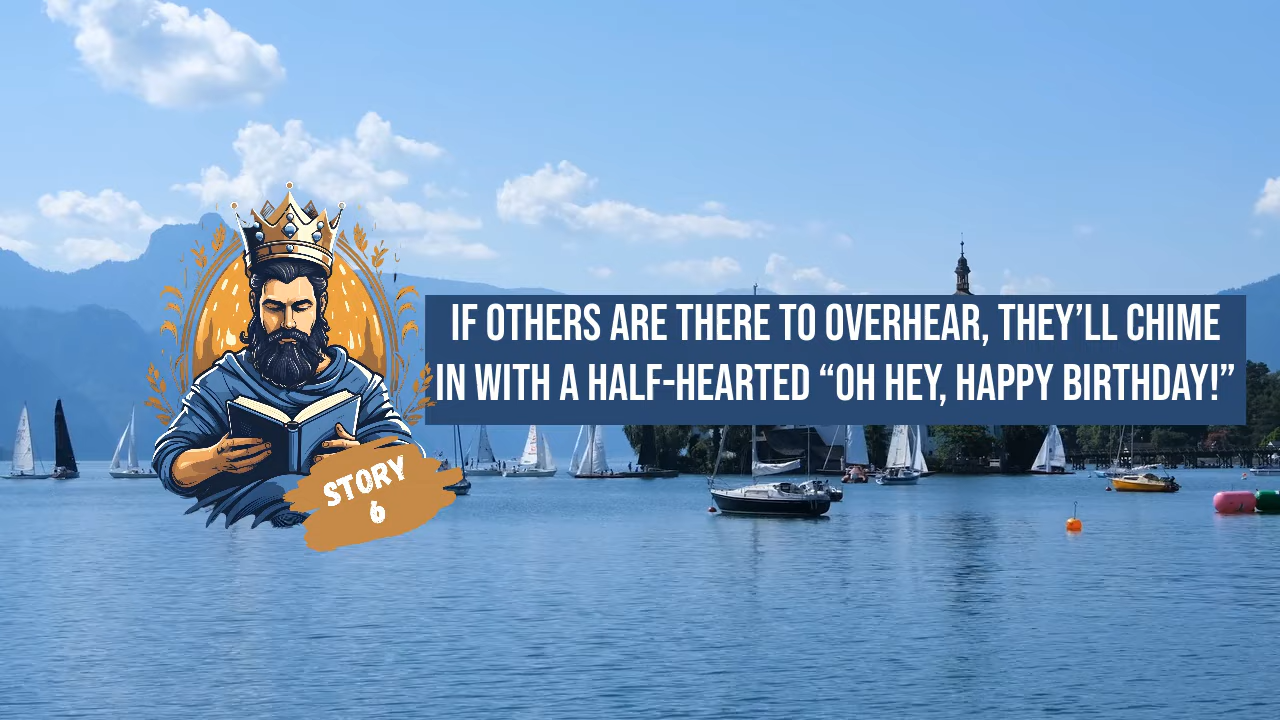 IF OTHERS ARE THERE TO OVERHEAR, THEY’LL CHIME
IN WITH A HALF-HEARTED “OH HEY, HAPPY BIRTHDAY!”
STORY
6